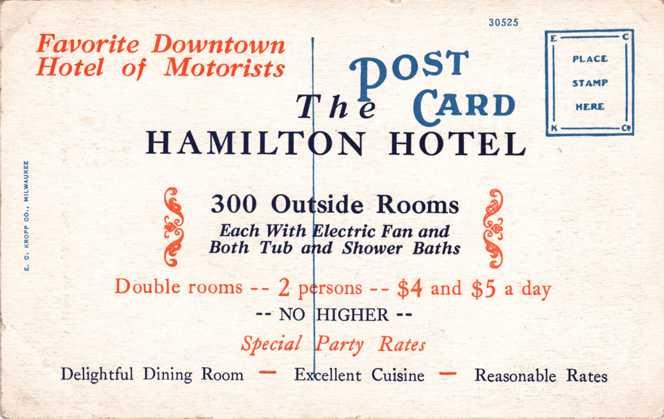 30525
Favorite Downtown
Hotel of Motorists
POST
CARD
E C
PLACE
STAMP
HERE
K Co
The
HAMILTON HOTEL
E. C. KROPP CO., MILWAUKEE
300 Outside Rooms
Each With Electric Fan and
Both Tub and Shower Baths
Double rooms -- 2 persons -- $4 and $5 a day
-- NO HIGHER --
Special Party Rates
Delightful Dining Room — Excellent Cuisine — Reasonable Rates